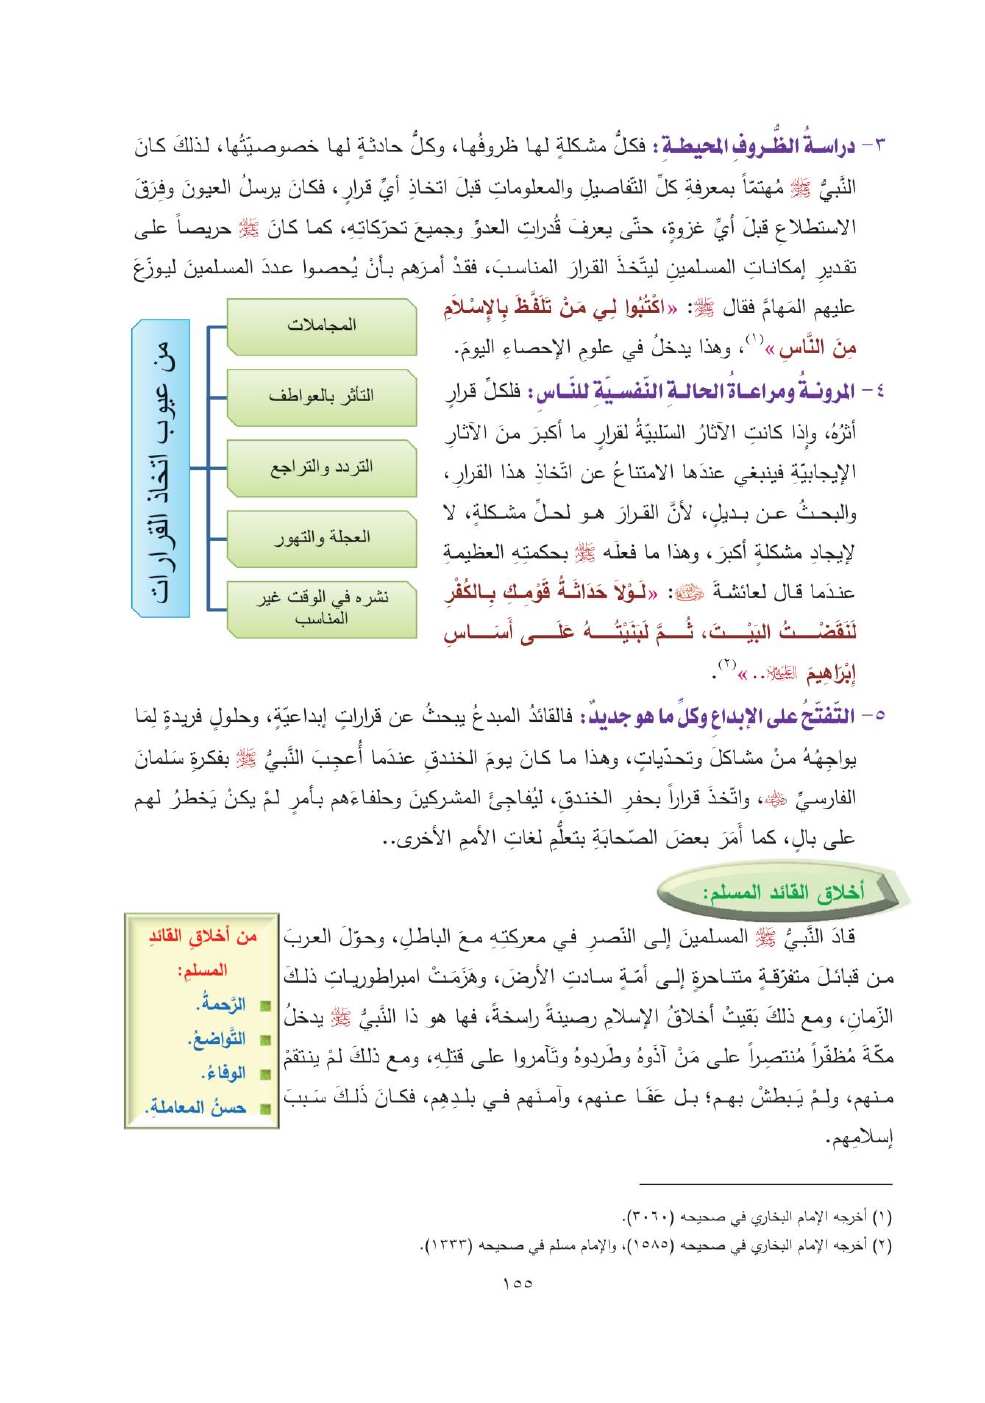 ٣- دراسةُ الظُّروفِ المحيطةِ: فكلُّ مشكلةٍ لها ظروفُها، وكلُّ حادثةٍ لها خصوصيّتُها، لذلكَ كانَ
النَّبيُّ ﷺ مُهتمّاً بمعرفةِ كلِّ التّفاصيلِ والمعلوماتِ قبلَ اتخاذِ أيِّ قرارٍ، فكانَ يرسلُ العيونَ وفِرَقَ
الاستطلاعِ قبلَ أيِّ غزوةٍ، حتّى يعرفَ قُدراتِ العدوِّ وجميعَ تحرّكاتِهِ، كما كانَ ﷺ حريصاً على
تقديرِ إمكاناتِ المسلمينَ ليتّخذَ القرارَ المناسبَ، فقدْ أمرَهم بأنْ يُحصوا عددَ المسلمينَ ليوزّعَ
عليهم المَهامَّ فقال ﷺ: «اكْتُبُوا لِي مَنْ تَلَفَّظَ بِالإِسْلَامِ
مِنَ النَّاسِ»(١)، وهذا يدخلُ في علومِ الإحصاءِ اليومَ.
٤- المرونةُ ومراعاةُ الحالةِ النّفسيّةِ للنّاسِ: فلكلِّ قرارٍ
أثرُهُ، وإذا كانتِ الآثارُ السّلبيّةُ لقرارٍ ما أكبرَ منَ الآثارِ
الإيجابيّةِ فينبغي عندَها الامتناعُ عن اتّخاذِ هذا القرارِ،
والبحثُ عن بديلٍ، لأنَّ القرارَ هو لحلِّ مشكلةٍ، لا
لإيجادِ مشكلةٍ أكبرَ، وهذا ما فعلَه ﷺ بحكمتِهِ العظيمةِ
عندَما قال لعائشةَ رضي الله عنها: «لَوْلَا حَدَاثَةُ قَوْمِكِ بِالكُفْرِ
لَنَقَضْتُ البَيْتَ، ثُمَّ لَبَنَيْتُهُ عَلَى أَسَاسِ
إِبْرَاهِيمَ عليه السلام..»(٢).
من عيوب اتخاذ القرارات
المجاملات
التأثر بالعواطف
التردد والتراجع
العجلة والتهور
نشره في الوقت غير
المناسب
٥- التّفتّحُ على الإبداعِ وكلِّ ما هو جديدٌ: فالقائدُ المبدعُ يبحثُ عن قراراتٍ إبداعيّةٍ، وحلولٍ فريدةٍ لِمَا
يواجِهُهُ منْ مشاكلَ وتحدّياتٍ، وهذا ما كانَ يومَ الخندقِ عندَما أُعجِبَ النَّبيُّ ﷺ بفكرةِ سَلمانَ
الفارسيِّ رضي الله عنه، واتّخذَ قراراً بحفرِ الخندقِ، ليُفاجِئَ المشركينَ وحلفاءَهم بأمرٍ لمْ يكنْ يَخطرُ لهم
على بالٍ، كما أَمَرَ بعضَ الصّحابَةِ بتعلُّمِ لغاتِ الأممِ الأخرى..
أخلاق القائد المسلم:
قادَ النَّبيُّ ﷺ المسلمينَ إلى النّصرِ في معركتِهِ معَ الباطلِ، وحوّلَ العربَ
من قبائلَ متفرّقةٍ متناحرةٍ إلى أمّةٍ سادتِ الأرضَ، وهَزَمَتْ امبراطورياتِ ذلكَ
الزّمانِ، ومع ذلكَ بَقيتْ أخلاقُ الإسلامِ رصينةً راسخةً، فها هو ذا النَّبيُّ ﷺ يدخلُ
مكّةَ مُظفّراً مُنتصِراً على مَنْ آذَوهُ وطَردوهُ وتآمروا على قتلِهِ، ومع ذلكَ لمْ ينتقمْ
منهم، ولمْ يَبطشْ بهم؛ بل عَفَا عنهم، وآمنَهم في بلدِهِم، فكانَ ذَلكَ سَببَ
إسلامِهم.
من أخلاقِ القائدِ
المسلمِ:
الرَّحمةُ.
التَّواضعُ.
الوفاءُ.
حسنُ المعاملةِ.
(١) أخرجه الإمام البخاري في صحيحه (٣٠٦٠).
(٢) أخرجه الإمام البخاري في صحيحه (١٥٨٥)، والإمام مسلم في صحيحه (١٣٣٣).
١٥٥